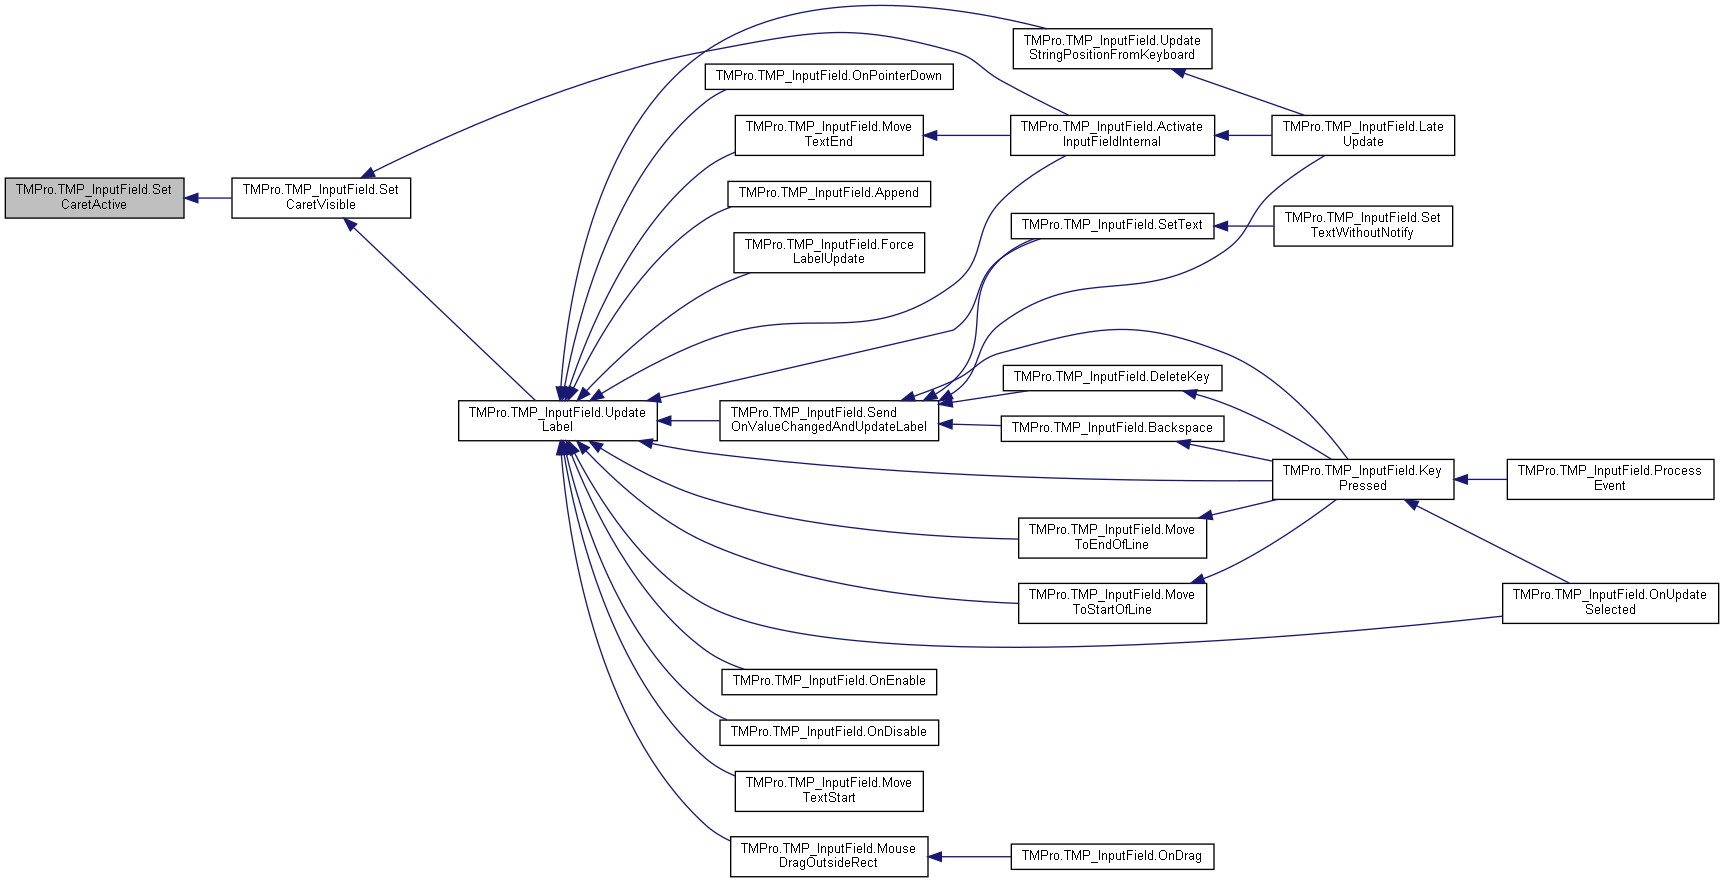 TMPro.TMP_InputField.Set
CaretActive
TMPro.TMP_InputField.Set
CaretVisible
TMPro.TMP_InputField.Update
Label
TMPro.TMP_InputField.OnPointerDown
TMPro.TMP_InputField.Move
TextEnd
TMPro.TMP_InputField.Append
TMPro.TMP_InputField.Force
LabelUpdate
TMPro.TMP_InputField.Send
OnValueChangedAndUpdateLabel
TMPro.TMP_InputField.OnEnable
TMPro.TMP_InputField.OnDisable
TMPro.TMP_InputField.Move
TextStart
TMPro.TMP_InputField.Mouse
DragOutsideRect
TMPro.TMP_InputField.Update
StringPositionFromKeyboard
TMPro.TMP_InputField.Activate
InputFieldInternal
TMPro.TMP_InputField.SetText
TMPro.TMP_InputField.DeleteKey
TMPro.TMP_InputField.Backspace
TMPro.TMP_InputField.Move
ToEndOfLine
TMPro.TMP_InputField.Move
ToStartOfLine
TMPro.TMP_InputField.OnDrag
TMPro.TMP_InputField.Late
Update
TMPro.TMP_InputField.Set
TextWithoutNotify
TMPro.TMP_InputField.Key
Pressed
TMPro.TMP_InputField.Process
Event
TMPro.TMP_InputField.OnUpdate
Selected